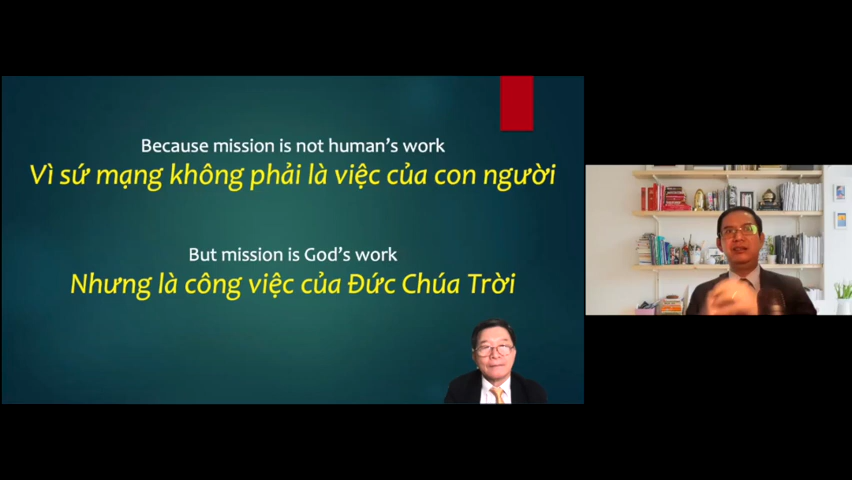 Because mission is not human's work
Vì sứ mạng không phải là việc của con người
But mission is God's work
Nhưng là công việc của Đức Chúa Trời